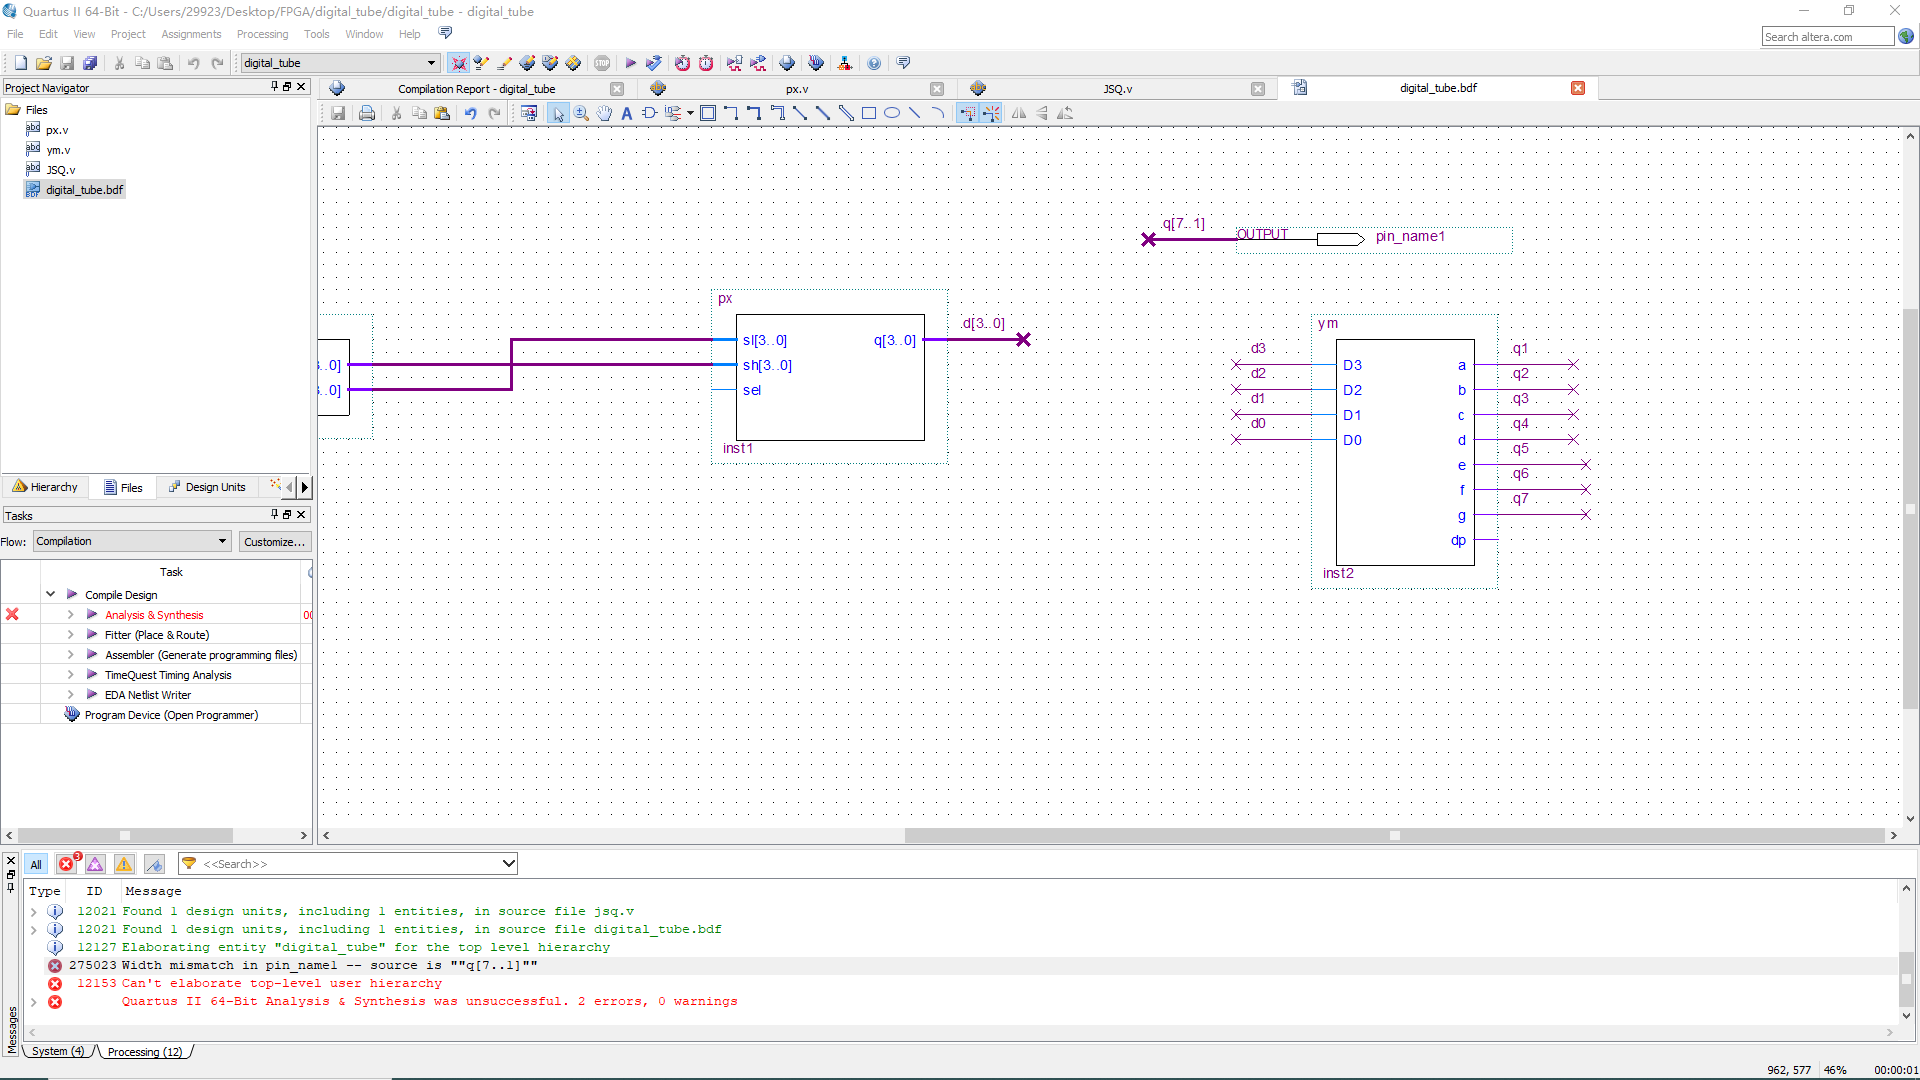 Quartus II 64-Bit - C:/Users/29923/Desktop/FPGA/digital_tube/digital_tube - digital_tube
File Edit View Project Assignments Processing Tools Window Help
Search altera.com
digital_tube
Project Navigator
Files
px.v
ym.v
JSQ.v
digital_tube.bdf
Hierarchy Files Design Units
Tasks
Flow: Compilation Customize...
Task
Compile Design
Analysis & Synthesis 00
Fitter (Place & Route)
Assembler (Generate programming files)
TimeQuest Timing Analysis
EDA Netlist Writer
Program Device (Open Programmer)
Compilation Report - digital_tube px.v JSQ.v digital_tube.bdf
q[7..1]
OUTPUT pin_name1
px
sl[3..0] q[3..0]
sh[3..0]
sel
inst1
d[3..0]
..0]
..0]
ym
d3 D3 a q1
d2 D2 b q2
d1 D1 c q3
d0 D0 d q4
e q5
f q6
g q7
dp
inst2
All 3 <<Search>>
Type ID Message
12021 Found 1 design units, including 1 entities, in source file jsq.v
12021 Found 1 design units, including 1 entities, in source file digital_tube.bdf
12127 Elaborating entity "digital_tube" for the top level hierarchy
275023 Width mismatch in pin_name1 -- source is ""q[7..1]""
12153 Can't elaborate top-level user hierarchy
Quartus II 64-Bit Analysis & Synthesis was unsuccessful. 2 errors, 0 warnings
Messages
System (4) Processing (12)
962, 577 46% 00:00:01